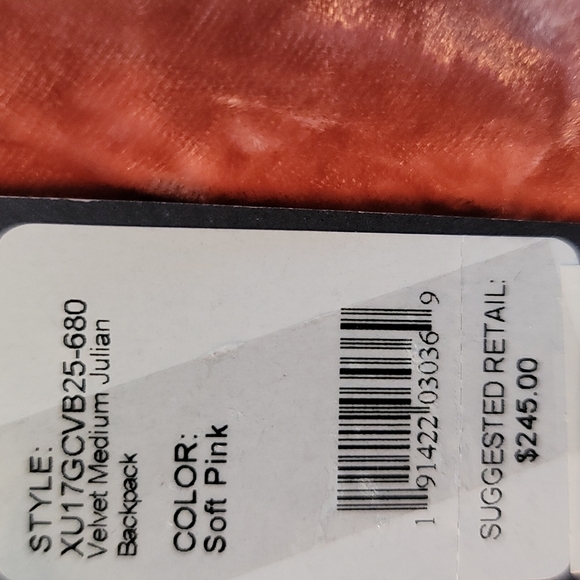 STYLE:
XU17GCVB25-680
Velvet Medium Julian
Backpack
COLOR:
Soft Pink
1 91422 03036 9
SUGGESTED RETAIL:
$245.00